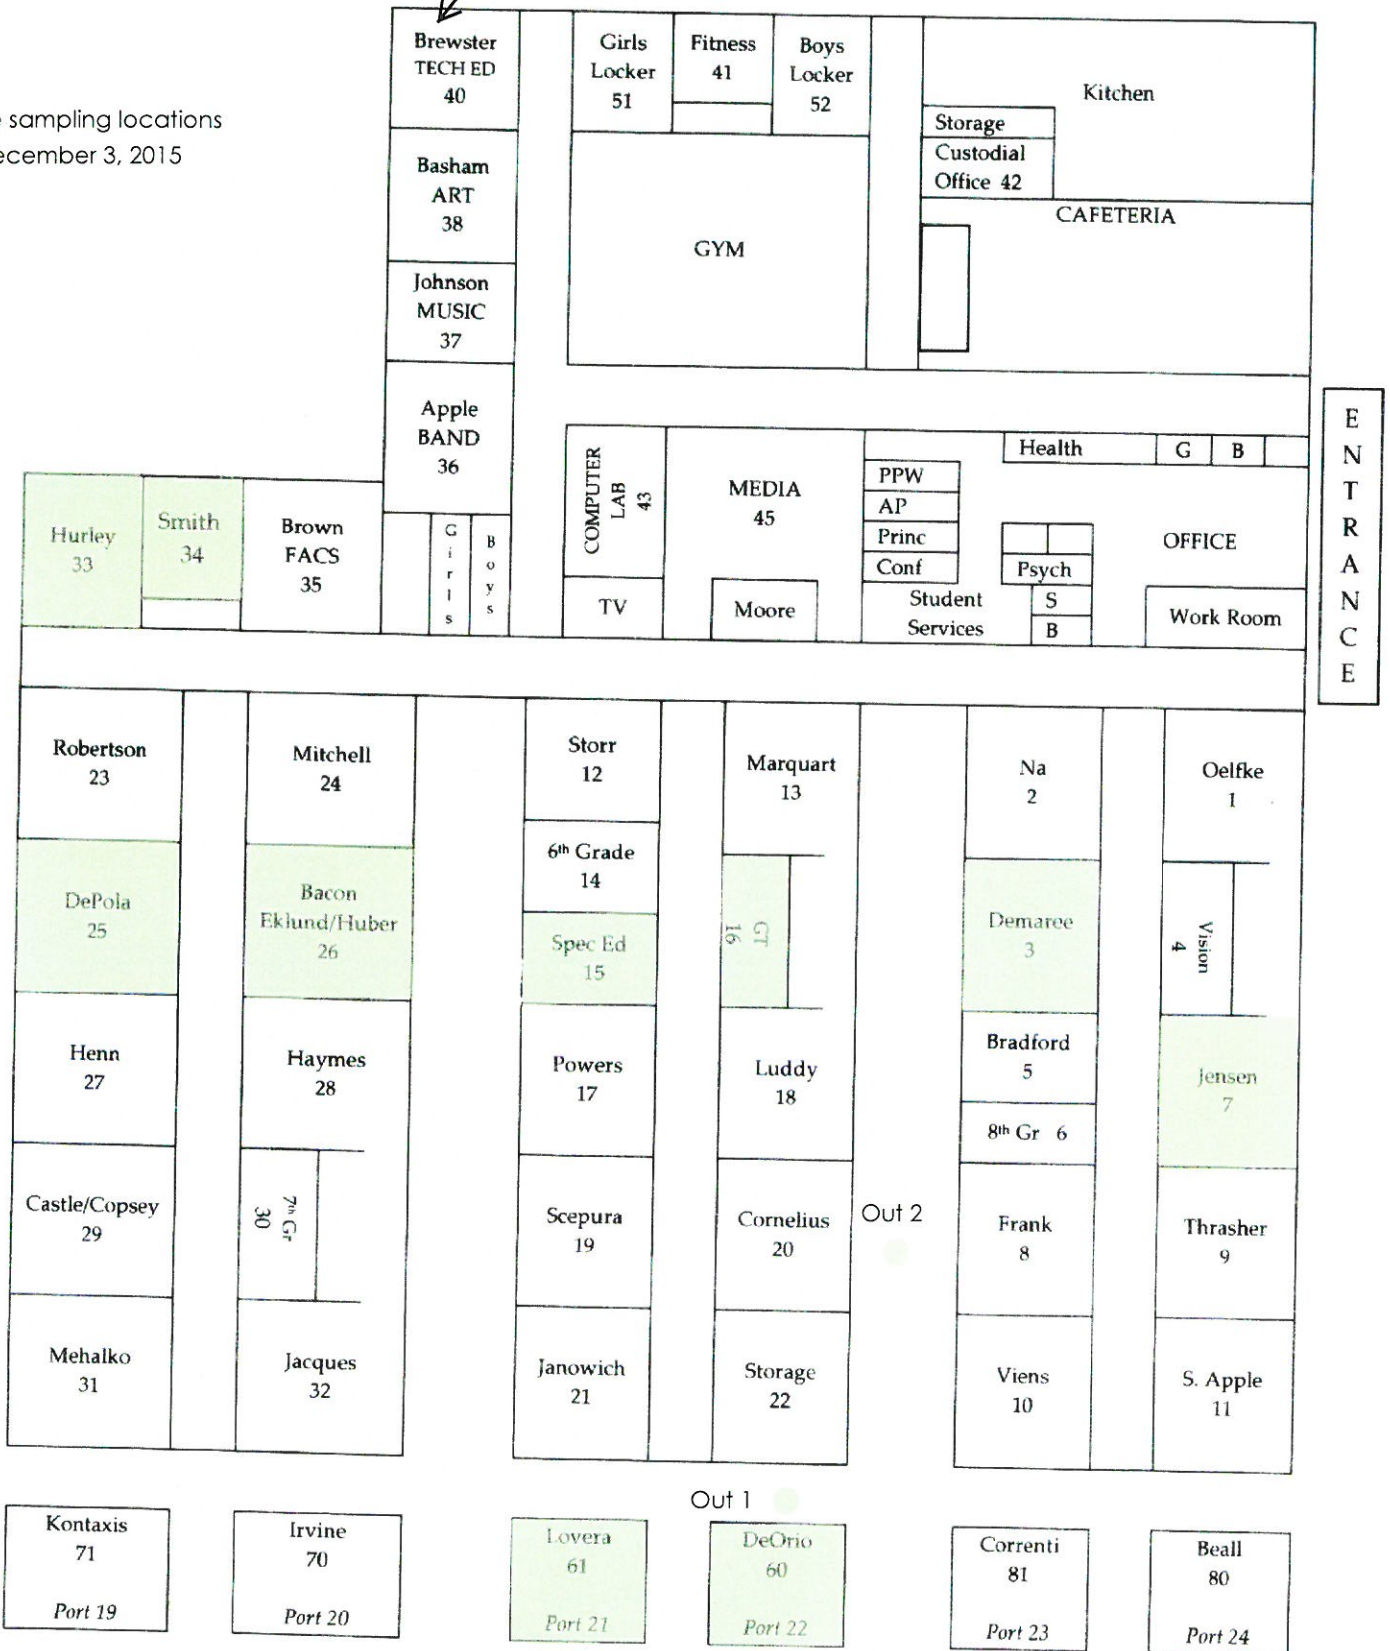 e sampling locations
ecember 3, 2015
Brewster
TECH ED
40
Girls
Locker
51
Fitness
41
Boys
Locker
52
Kitchen
Storage
Custodial
Office 42
CAFETERIA
Basham
ART
38
GYM
Johnson
MUSIC
37
Apple
BAND
36
ENTRANCE
COMPUTER
LAB
43
MEDIA
45
Health
G
B
PPW
AP
Princ
Conf
Psych
OFFICE
Hurley
33
Smith
34
Brown
FACS
35
Girls
Boys
TV
Moore
Student
Services
S
B
Work Room
Robertson
23
Mitchell
24
Storr
12
Marquart
13
Na
2
Oelfke
1
DePola
25
Bacon
Eklund/Huber
26
6th Grade
14
Spec Ed
15
GT
16
Demaree
3
Vision
4
Henn
27
Haymes
28
Powers
17
Luddy
18
Bradford
5
8th Gr 6
Jensen
7
Castle/Copsey
29
7th Gr
30
Scepura
19
Cornelius
20
Out 2
Frank
8
Thrasher
9
Mehalko
31
Jacques
32
Janowich
21
Storage
22
Viens
10
S. Apple
11
Out 1
Kontaxis
71
Port 19
Irvine
70
Port 20
Lovera
61
Port 21
DeOrio
60
Port 22
Correnti
81
Port 23
Beall
80
Port 24